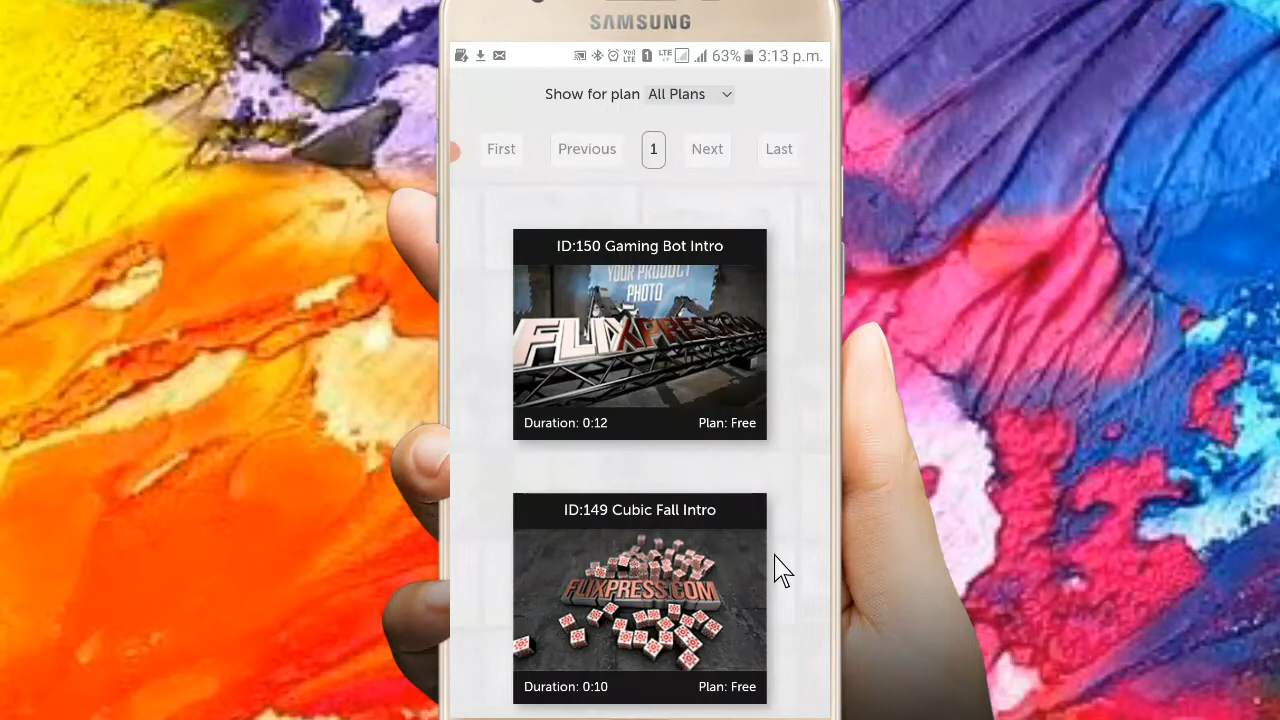 SAMSUNG
63% 3:13 p.m.
Show for plan All Plans
First Previous 1 Next Last
ID:150 Gaming Bot Intro
YOUR PRODUCT
PHOTO
FLIXPRESS.COM
Duration: 0:12 Plan: Free
ID:149 Cubic Fall Intro
FLIXPRESS.COM
Duration: 0:10 Plan: Free